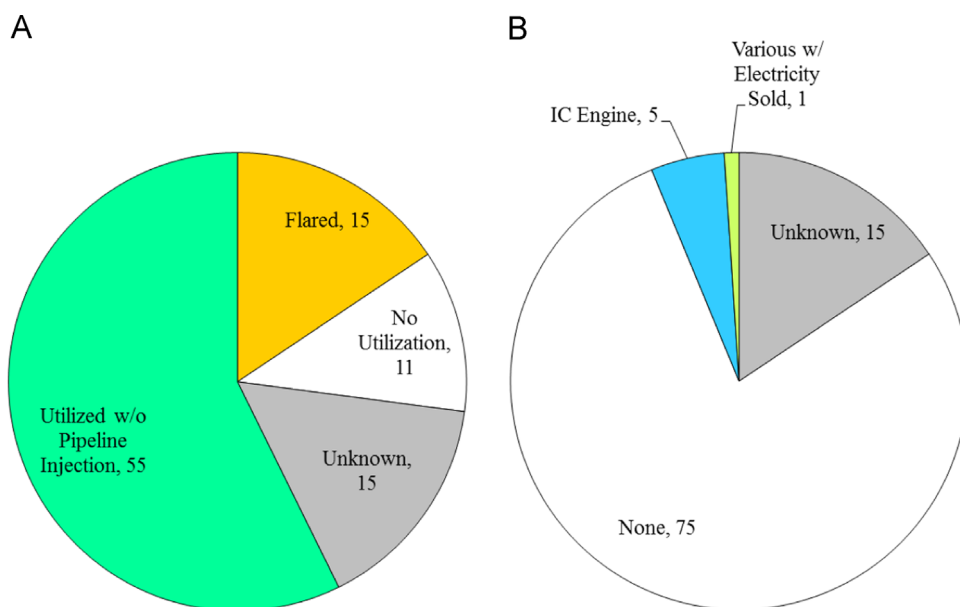 A
Flared, 15
No
Utilization,
11
Unknown,
15
Utilized w/o
Pipeline
Injection, 55
B
Various w/
Electricity
Sold, 1
IC Engine, 5
Unknown, 15
None, 75